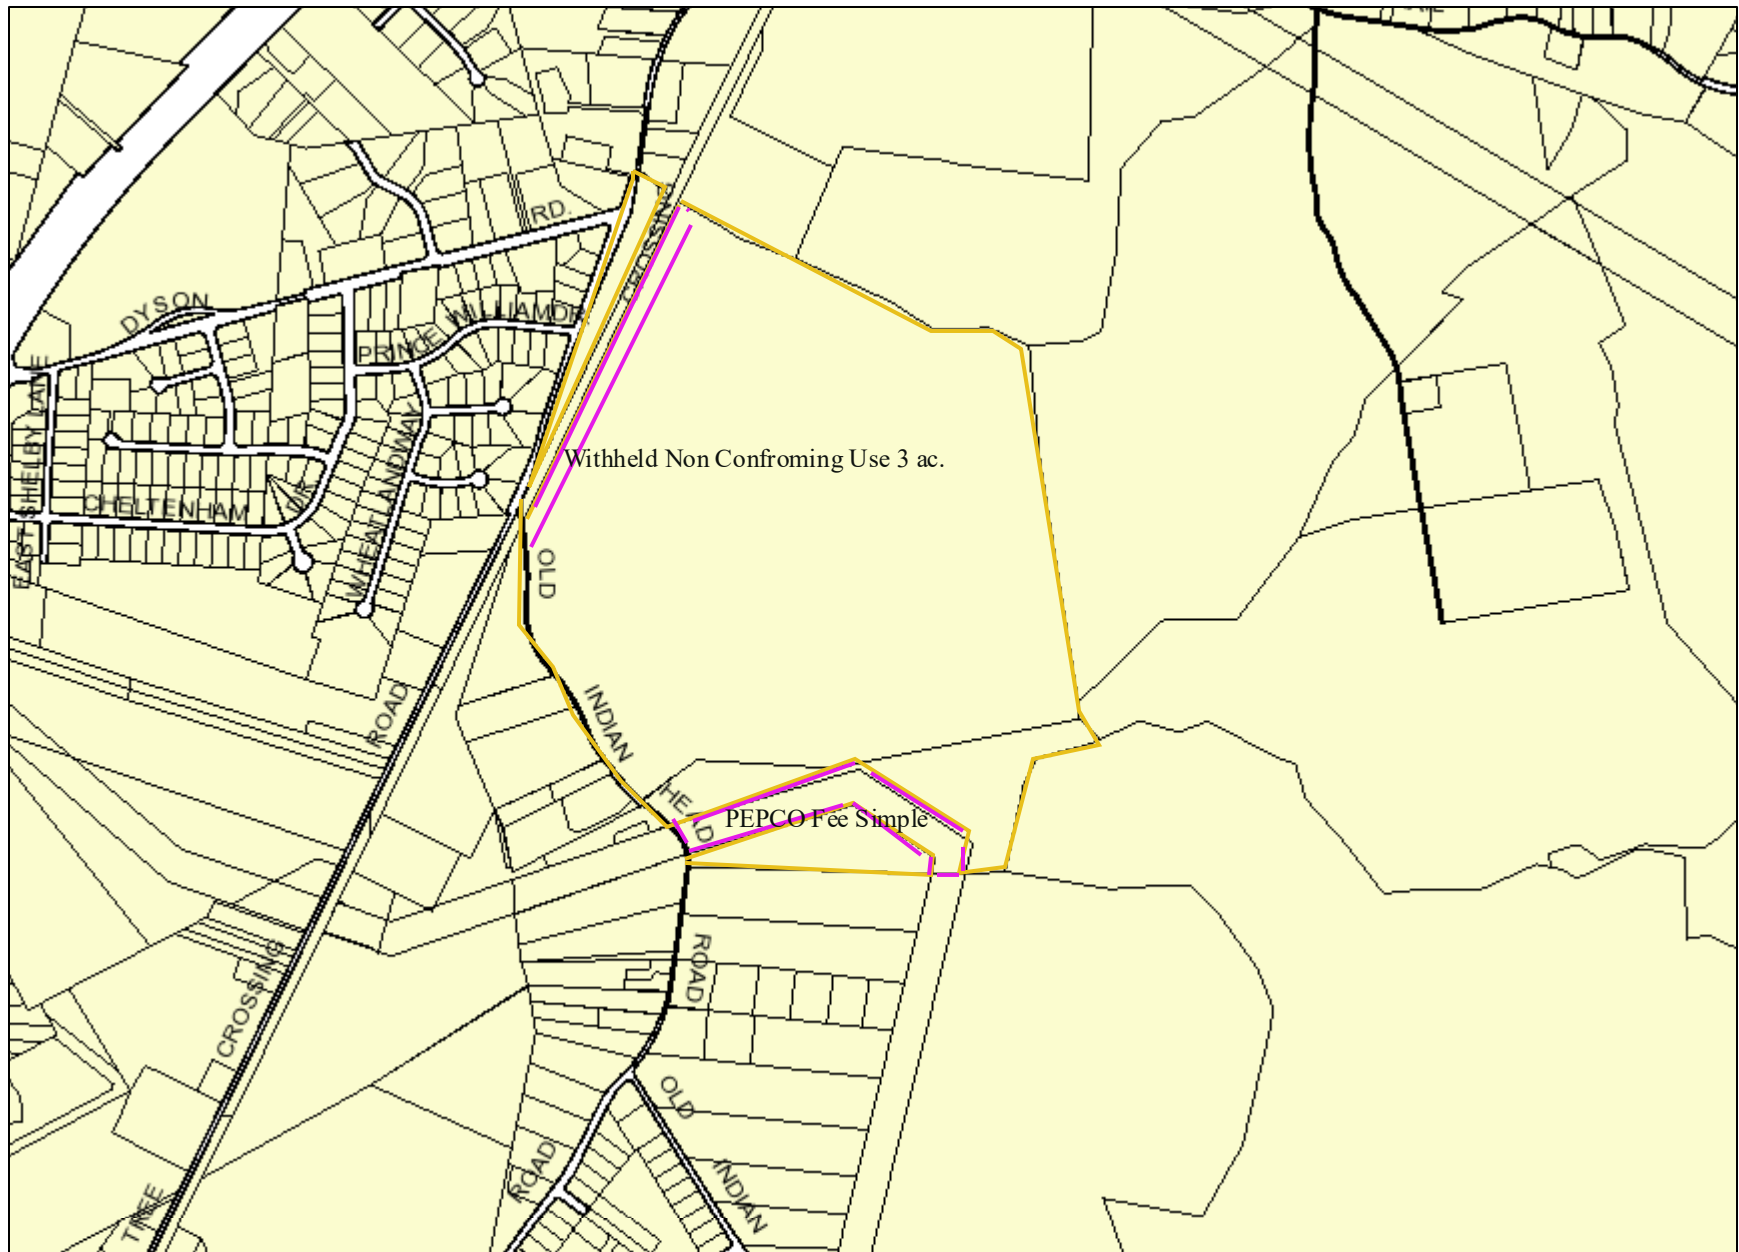 CROSSING
RD.
DYSON
WILLIAM DR.
PRINCE
EAST SHELBY LANE
Withheld Non Confroming Use 3 ac.
WHEATLAND WAY
CHELTENHAM
DR.
OLD
INDIAN
ROAD
HEAD
PEPCO Fee Simple
ROAD
CROSSING
OLD
ROAD
INDIAN
TREE